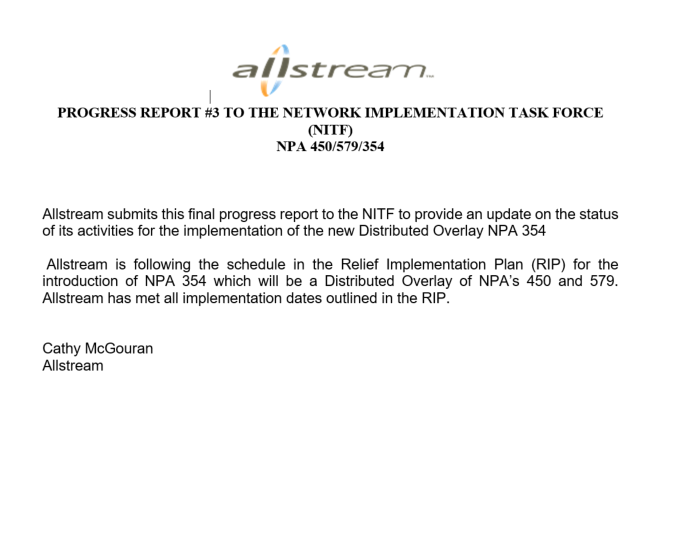 allstream
PROGRESS REPORT #3 TO THE NETWORK IMPLEMENTATION TASK FORCE
(NITF)
NPA 450/579/354
Allstream submits this final progress report to the NITF to provide an update on the status
of its activities for the implementation of the new Distributed Overlay NPA 354
Allstream is following the schedule in the Relief Implementation Plan (RIP) for the
introduction of NPA 354 which will be a Distributed Overlay of NPA's 450 and 579.
Allstream has met all implementation dates outlined in the RIP.
Cathy McGouran
Allstream